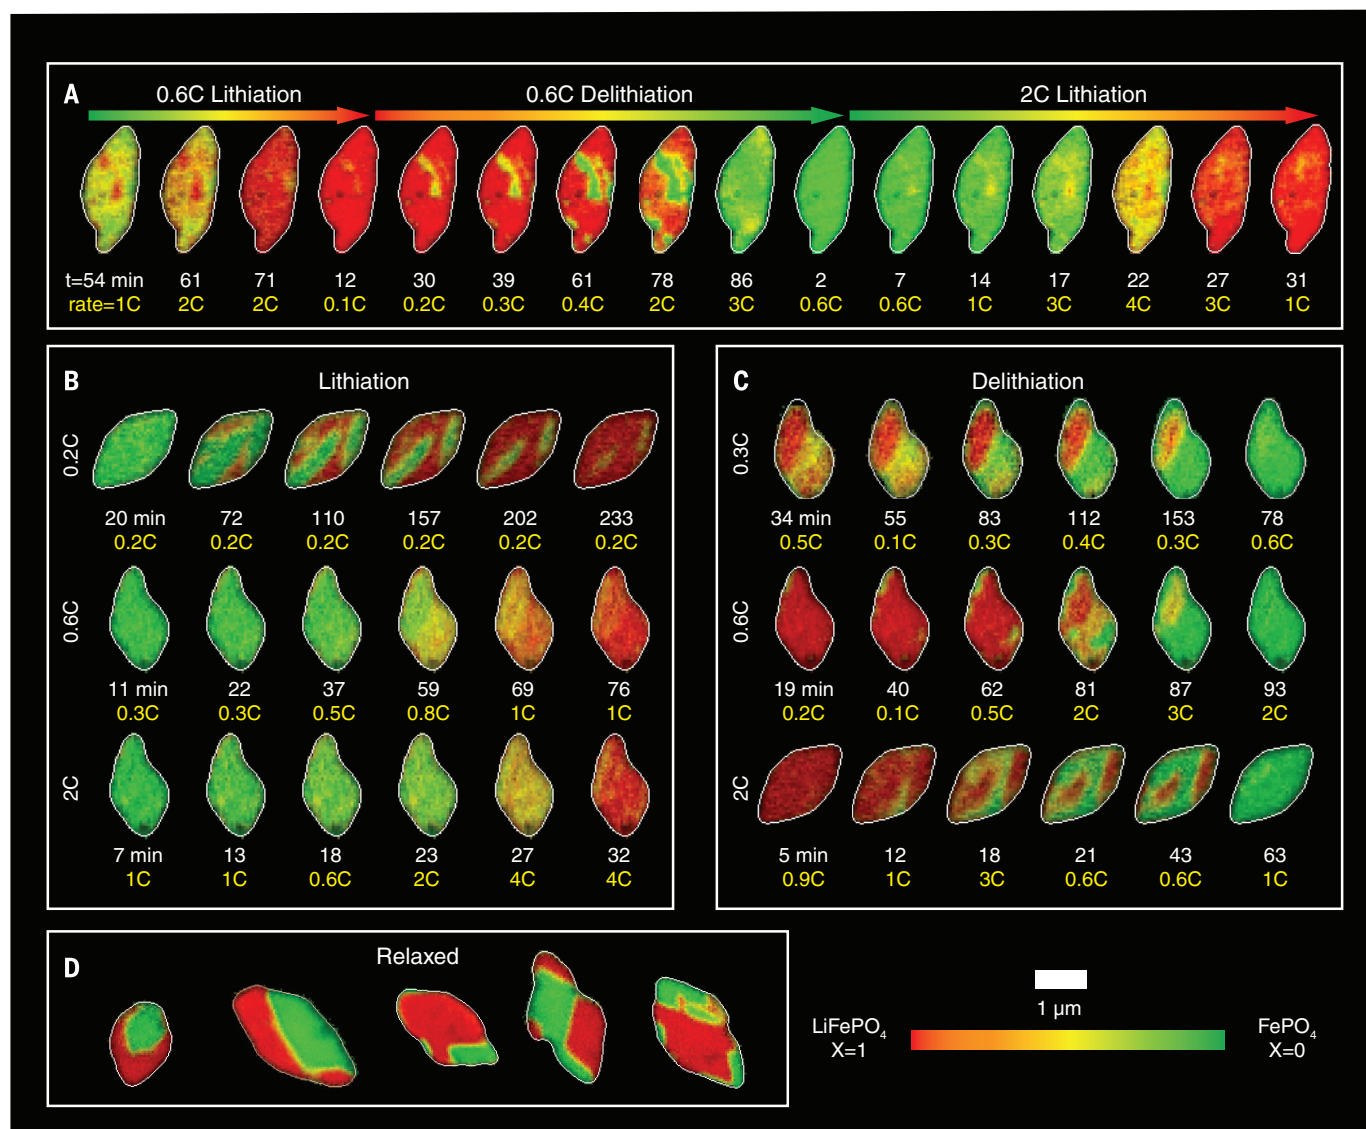 A
0.6C Lithiation 0.6C Delithiation 2C Lithiation
t=54 min 61 71 12 30 39 61 78 86 2 7 14 17 22 27 31
rate=1C 2C 2C 0.1C 0.2C 0.3C 0.4C 2C 3C 0.6C 0.6C 1C 3C 4C 3C 1C
B
Lithiation
0.2C
20 min 72 110 157 202 233
0.2C 0.2C 0.2C 0.2C 0.2C 0.2C
0.6C
11 min 22 37 59 69 76
0.3C 0.3C 0.5C 0.8C 1C 1C
2C
7 min 13 18 23 27 32
1C 1C 0.6C 2C 4C 4C
C
Delithiation
0.3C
34 min 55 83 112 153 78
0.5C 0.1C 0.3C 0.4C 0.3C 0.6C
0.6C
19 min 40 62 81 87 93
0.2C 0.1C 0.5C 2C 3C 2C
2C
5 min 12 18 21 43 63
0.9C 1C 3C 0.6C 0.6C 1C
D
Relaxed
1 µm
LiFePO4
X=1
FePO4
X=0